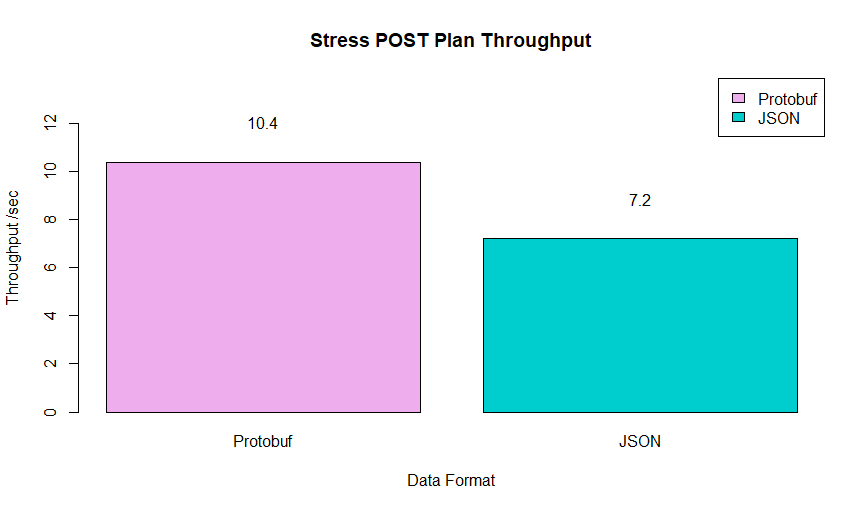 Stress POST Plan Throughput
Protobuf
JSON
Throughput /sec
12
10
8
6
4
2
0
10.4
7.2
Protobuf
JSON
Data Format